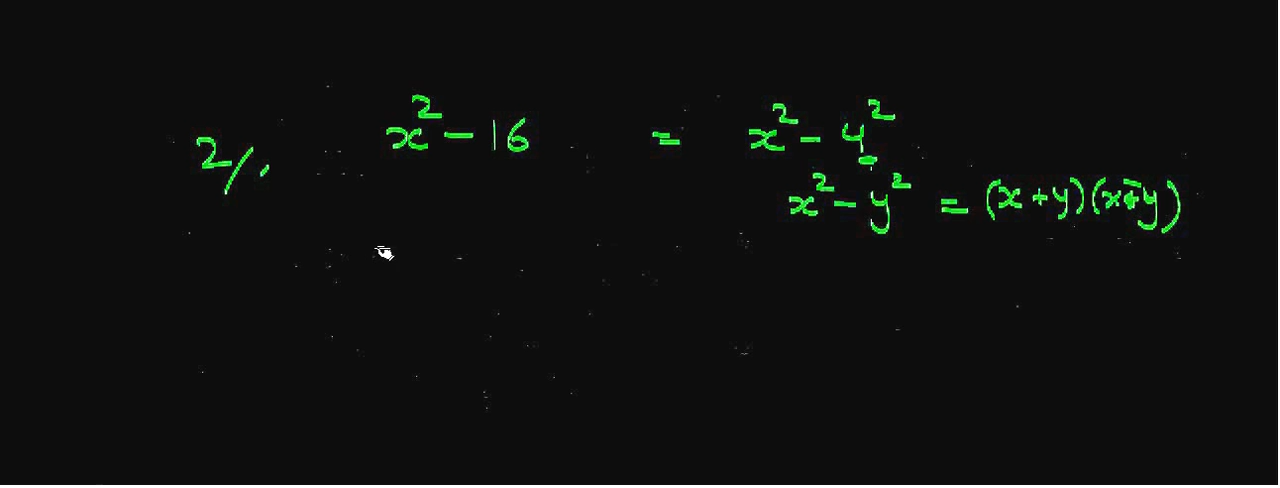 2/. x² - 16 = x² - 4²
x² - y² = (x + y)(x + y)